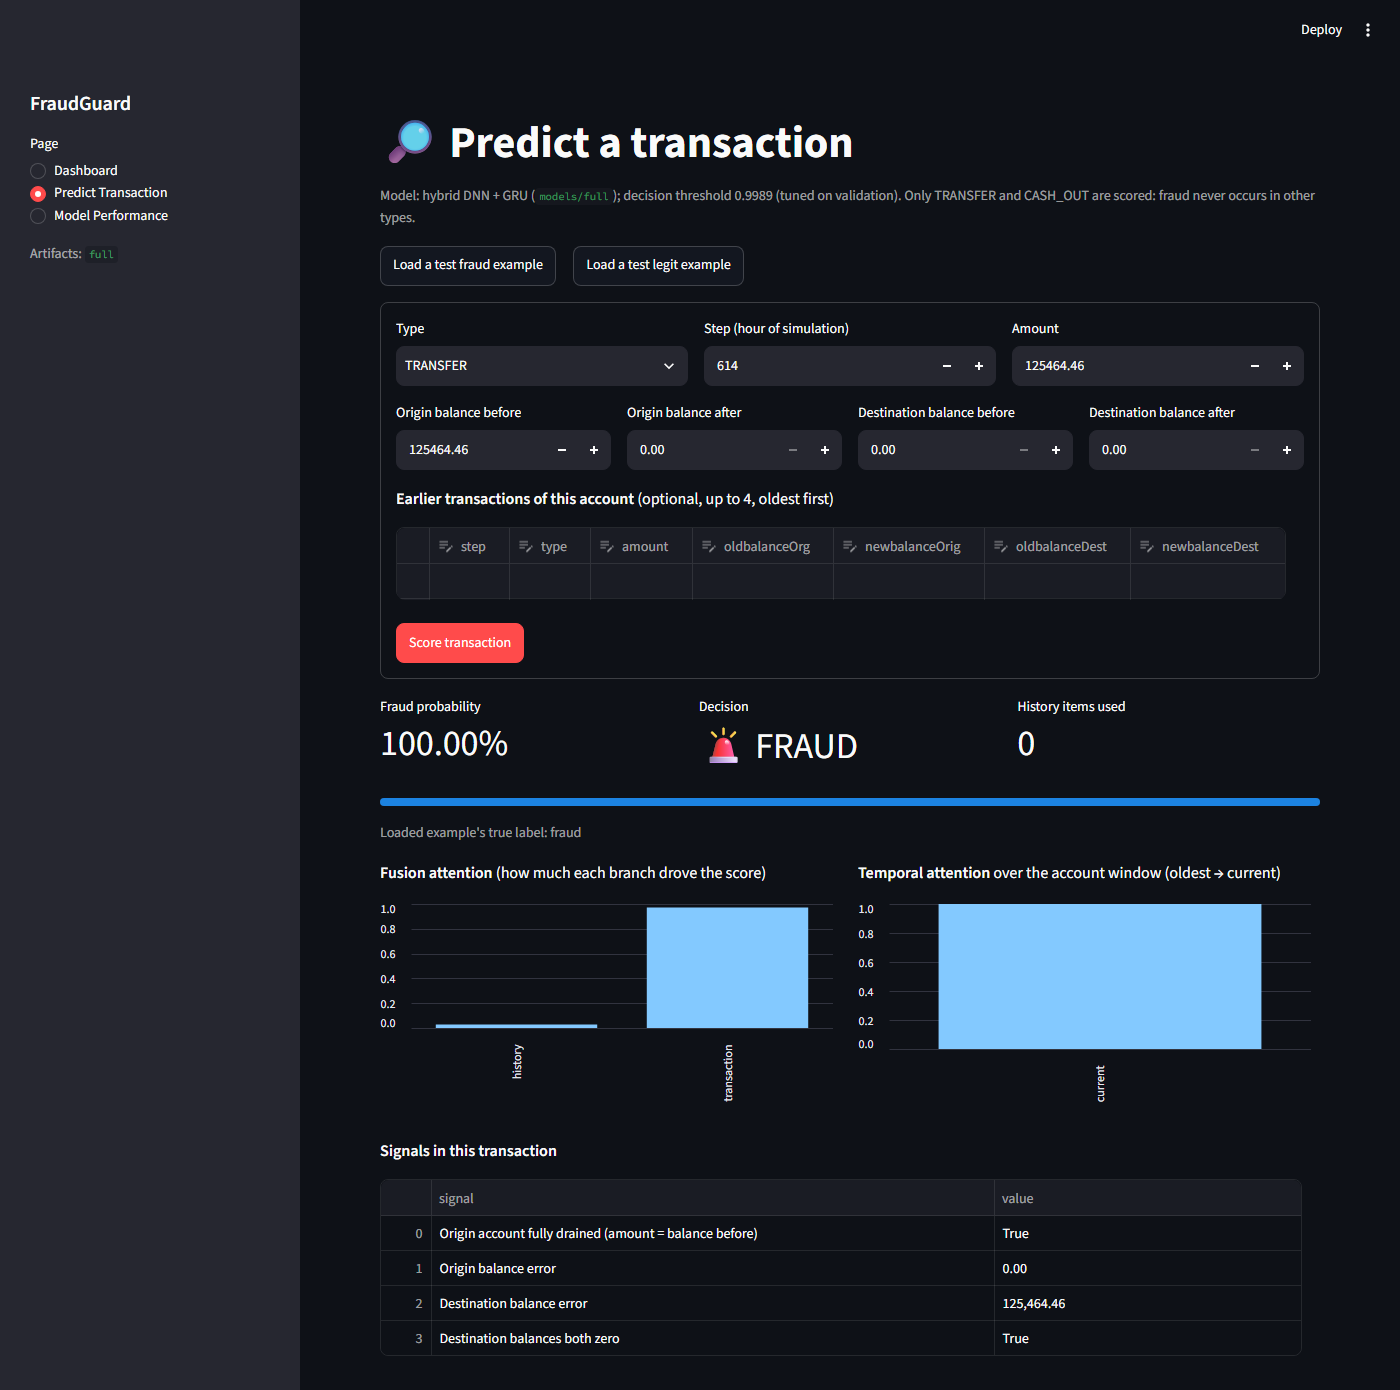 Deploy
FraudGuard
Page
Dashboard
Predict Transaction
Model Performance
Artifacts: full
Predict a transaction
Model: hybrid DNN + GRU ( models/full ); decision threshold 0.9989 (tuned on validation). Only TRANSFER and CASH_OUT are scored: fraud never occurs in other
types.
Load a test fraud example Load a test legit example
Type Step (hour of simulation) Amount
TRANSFER 614 125464.46
Origin balance before Origin balance after Destination balance before Destination balance after
125464.46 0.00 0.00 0.00
Earlier transactions of this account (optional, up to 4, oldest first)
step type amount oldbalanceOrg newbalanceOrig oldbalanceDest newbalanceDest
Score transaction
Fraud probability Decision History items used
100.00% FRAUD 0
Loaded example's true label: fraud
Fusion attention (how much each branch drove the score)
1.0
0.8
0.6
0.4
0.2
0.0
history transaction
Temporal attention over the account window (oldest → current)
1.0
0.8
0.6
0.4
0.2
0.0
current
Signals in this transaction
signal value
0 Origin account fully drained (amount = balance before) True
1 Origin balance error 0.00
2 Destination balance error 125,464.46
3 Destination balances both zero True